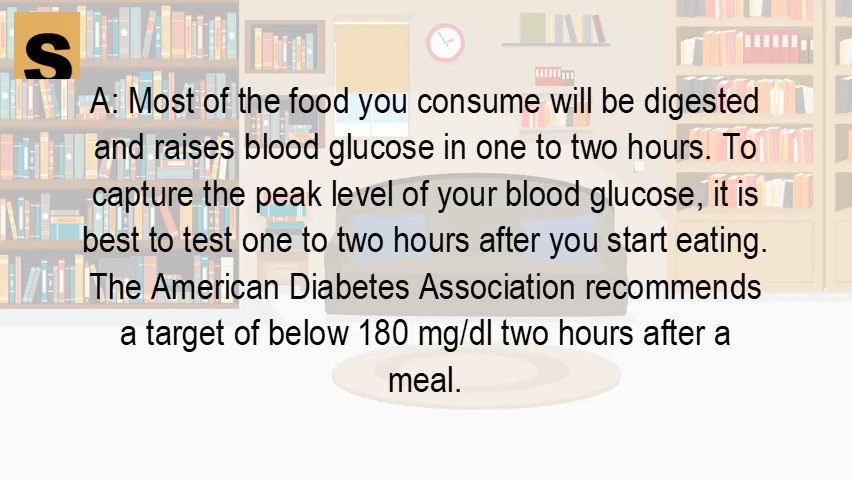 S
A: Most of the food you consume will be digested
and raises blood glucose in one to two hours. To
capture the peak level of your blood glucose, it is
best to test one to two hours after you start eating.
The American Diabetes Association recommends
a target of below 180 mg/dl two hours after a
meal.